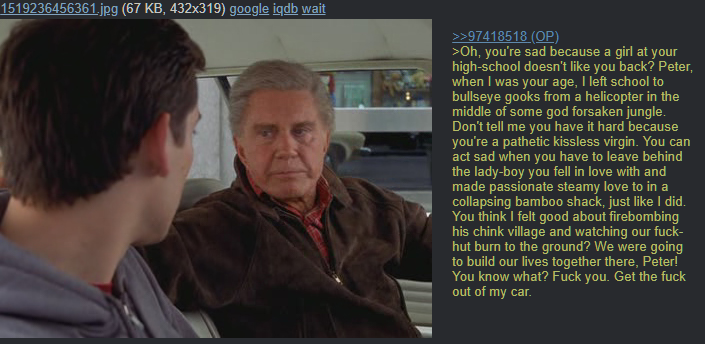 1519236456361.jpg (67 KB, 432x319) google iqdb wait
>>97418518 (OP)
>Oh, you're sad because a girl at your
high-school doesn't like you back? Peter,
when I was your age, I left school to
bullseye gooks from a helicopter in the
middle of some god forsaken jungle.
Don't tell me you have it hard because
you're a pathetic kissless virgin. You can
act sad when you have to leave behind
the lady-boy you fell in love with and
made passionate steamy love to in a
collapsing bamboo shack, just like I did.
You think I felt good about firebombing
his chink village and watching our fuck-
hut burn to the ground? We were going
to build our lives together there, Peter!
You know what? Fuck you. Get the fuck
out of my car.